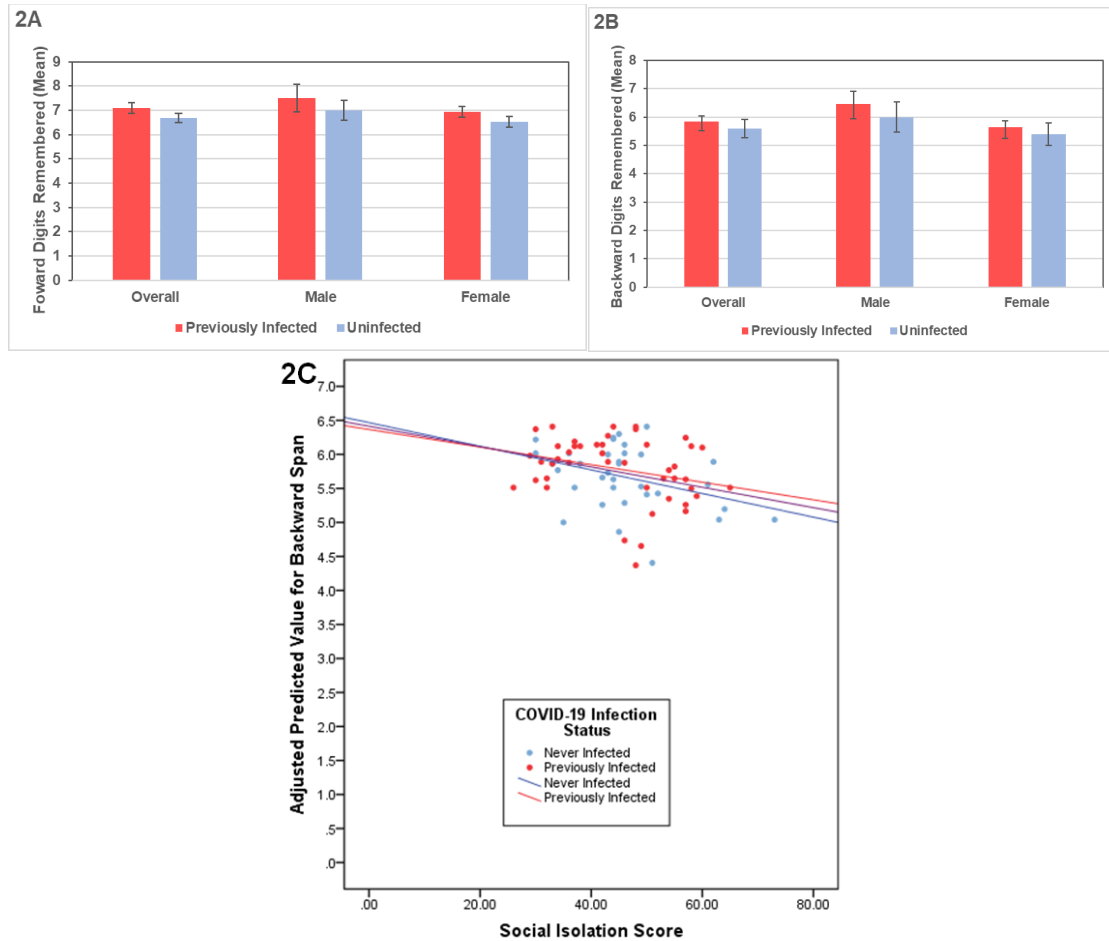 2A
Foward Digits Remembered (Mean)
9
8
7
6
5
4
3
2
1
0
Overall Male Female
Previously Infected Uninfected
2B
Backward Digits Remembered (Mean)
8
7
6
5
4
3
2
1
0
Overall Male Female
Previously Infected Uninfected
2C
Adjusted Predicted Value for Backward Span
7.0
6.5
6.0
5.5
5.0
4.5
4.0
3.5
3.0
2.5
2.0
1.5
1.0
.5
.0
COVID-19 Infection
Status
Never Infected
Previously Infected
Never Infected
Previously Infected
.00 20.00 40.00 60.00 80.00
Social Isolation Score